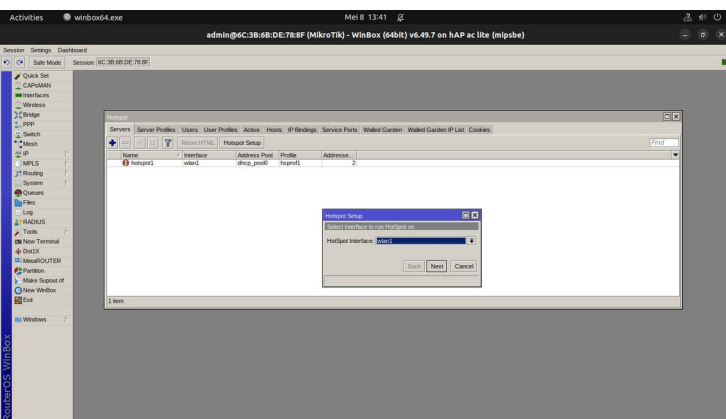 Activities winbox64.exe Mei 8 13:41
admin@6C:3B:6B:DE:78:8F (MikroTik) - WinBox (64bit) v6.49.7 on hAP ac lite (mipsbe)
Session Settings Dashboard
Safe Mode Session: 6C:3B:6B:DE:78:8F
Quick Set
CAPsMAN
Interfaces
Wireless
Bridge
PPP
Switch
Mesh
IP
MPLS
Routing
System
Queues
Files
Log
RADIUS
Tools
New Terminal
Dot1X
MetaROUTER
Partition
Make Supout.rif
New WinBox
Exit
Windows
RouterOS WinBox
Hotspot
Servers Server Profiles Users User Profiles Active Hosts IP Bindings Service Ports Walled Garden Walled Garden IP List Cookies
Reset HTML Hotspot Setup Find
Name Interface Address Pool Profile Addresse...
hotspot1 wlan1 dhcp_pool0 hsprof1 2
1 item
Hotspot Setup
Select interface to run HotSpot on
HotSpot Interface: wlan1
Back Next Cancel